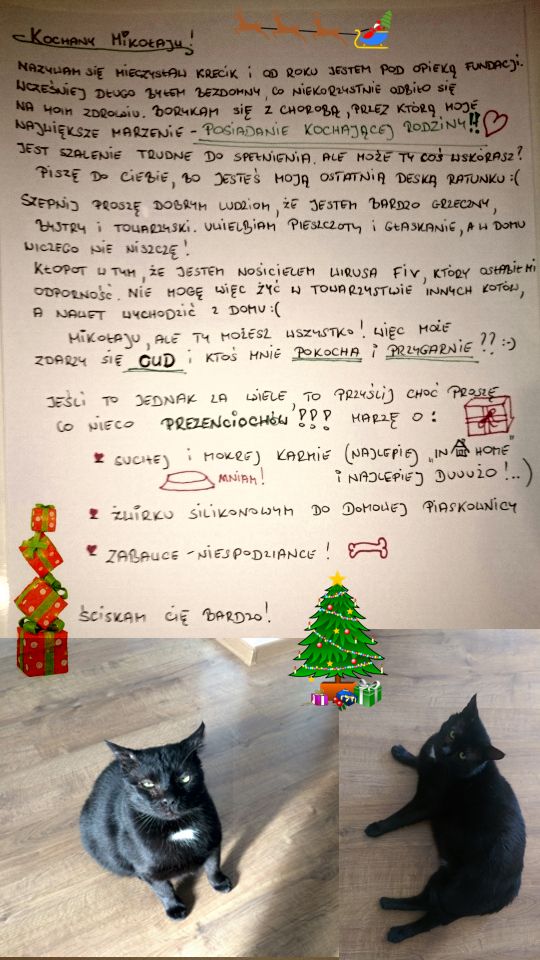 KOCHANY MIKOŁAJU!
NAZYWAM SIĘ MIECZYSŁAW KRECIK I OD ROKU JESTEM POD OPIEKĄ FUNDACJI.
WCZEŚNIEJ DŁUGO BYŁEM BEZDOMNY, CO NIEKORZYSTNIE ODBIŁO SIĘ
NA MOIM ZDROWIU. BORYKAM SIĘ Z CHOROBĄ, PRZEZ KTÓRĄ MOJE
NAJWIĘKSZE MARZENIE - POSIADANIE KOCHAJĄCEJ RODZINY!!
JEST SZALENIE TRUDNE DO SPEŁNIENIA. ALE MOŻE TY COŚ WSKÓRASZ?
PISZĘ DO CIEBIE, BO JESTEŚ MOJĄ OSTATNIĄ DESKĄ RATUNKU :(
SZEPNIJ PROSZĘ DOBRYM LUDZIOM, ŻE JESTEM BARDZO GRZECZNY,
BYSTRY I TOWARZYSKI. UWIELBIAM PIESZCZOTY I GŁASKANIE, A W DOMU
NICZEGO NIE NISZCZĘ!
KŁOPOT W TYM, ŻE JESTEM NOSICIELEM WIRUSA FIV, KTÓRY OSŁABIŁ MI
ODPORNOŚĆ. NIE MOGĘ WIĘC ŻYĆ W TOWARZYSTWIE INNYCH KOTÓW,
A NAWET WYCHODZIĆ Z DOMU :(
MIKOŁAJU, ALE TY MOŻESZ WSZYSTKO! WIĘC MOŻE
ZDARZY SIĘ CUD I KTOŚ MNIE POKOCHA I PRZYGARNIE?? :-)
JEŚLI TO JEDNAK ZA WIELE, TO PRZYŚLIJ CHOĆ PROSZĘ
CO NIECO PREZENCIOCHÓW!!! MARZĘ O:
SUCHEJ I MOKREJ KARMIE (NAJLEPIEJ „IN HOME"
MNIAM! I NAJLEPIEJ DUUUŻO!..)
ŻWIRKU SILIKONOWYM DO DOMOWEJ PIASKOWNICY
ZABAWCE - NIESPODZIANCE!
ŚCISKAM CIĘ BARDZO!